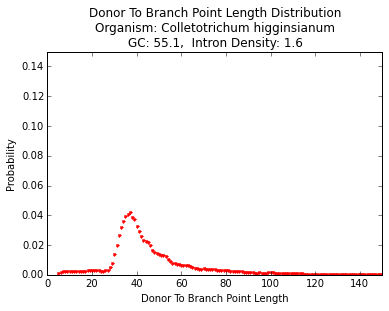 Donor To Branch Point Length Distribution
Organism: Colletotrichum higginsianum
GC: 55.1,  Intron Density: 1.6
0.14
0.12
0.10
0.08
0.06
0.04
0.02
0.00
Probability
0 20 40 60 80 100 120 140
Donor To Branch Point Length